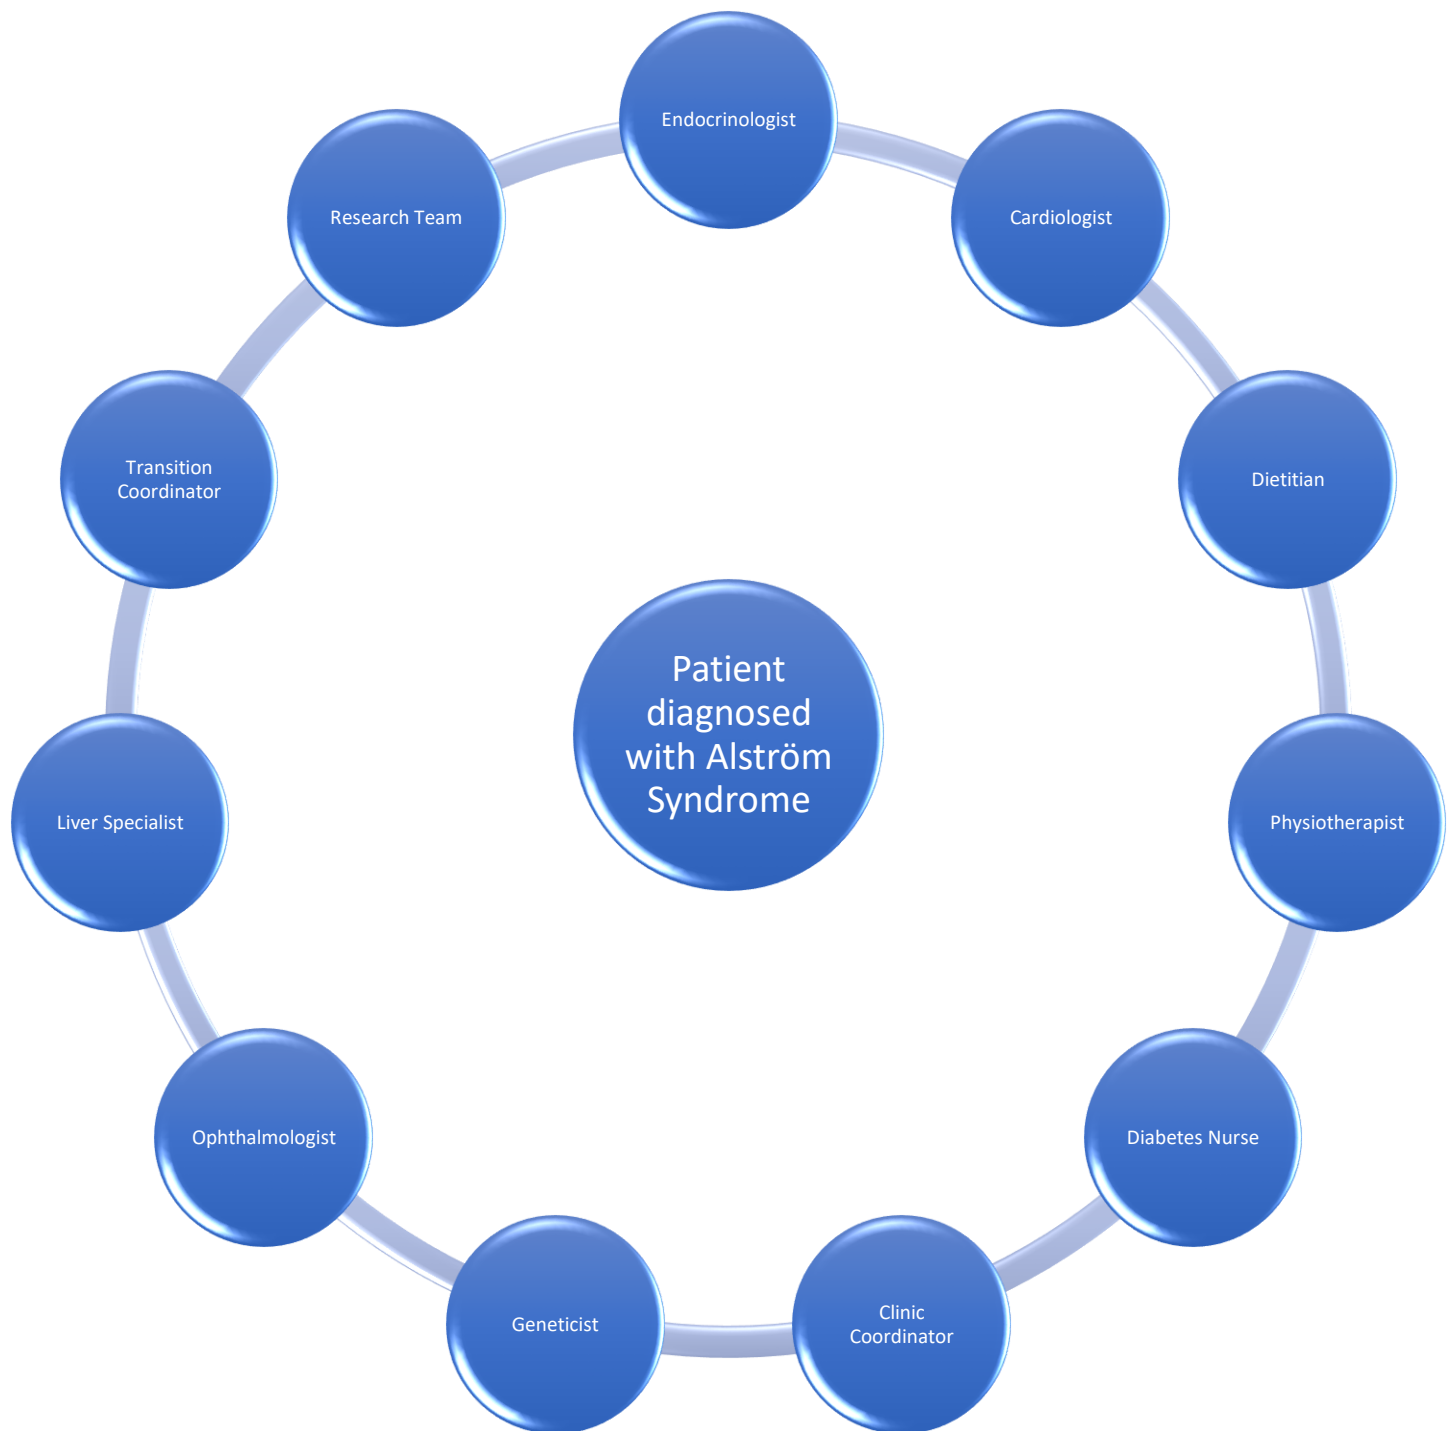 Endocrinologist
Cardiologist
Dietitian
Physiotherapist
Diabetes Nurse
Clinic
Coordinator
Geneticist
Ophthalmologist
Liver Specialist
Transition
Coordinator
Research Team
Patient
diagnosed
with Alström
Syndrome